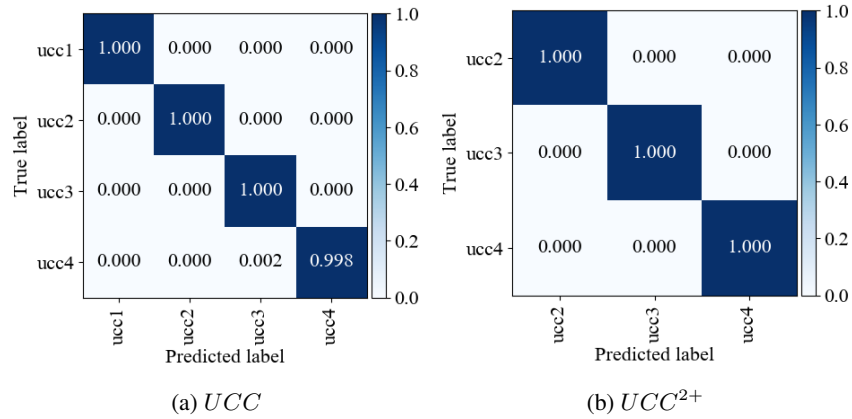 ucc1 1.000 0.000 0.000 0.000
ucc2 0.000 1.000 0.000 0.000
ucc3 0.000 0.000 1.000 0.000
ucc4 0.000 0.000 0.002 0.998
True label
ucc1 ucc2 ucc3 ucc4
Predicted label
1.0
0.8
0.6
0.4
0.2
0.0
(a) UCC
ucc2 1.000 0.000 0.000
ucc3 0.000 1.000 0.000
ucc4 0.000 0.000 1.000
True label
ucc2 ucc3 ucc4
Predicted label
1.0
0.8
0.6
0.4
0.2
0.0
(b) UCC²⁺